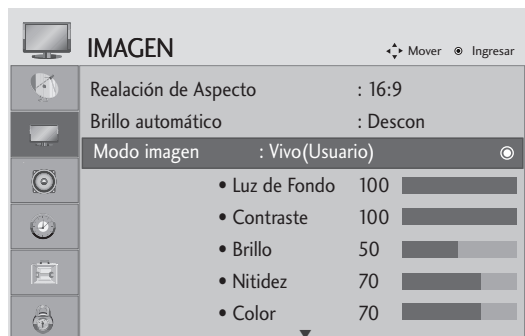 IMAGEN
Mover Ingresar
Realación de Aspecto : 16:9
Brillo automático : Descon
Modo imagen : Vivo(Usuario)
• Luz de Fondo 100
• Contraste 100
• Brillo 50
• Nitidez 70
• Color 70